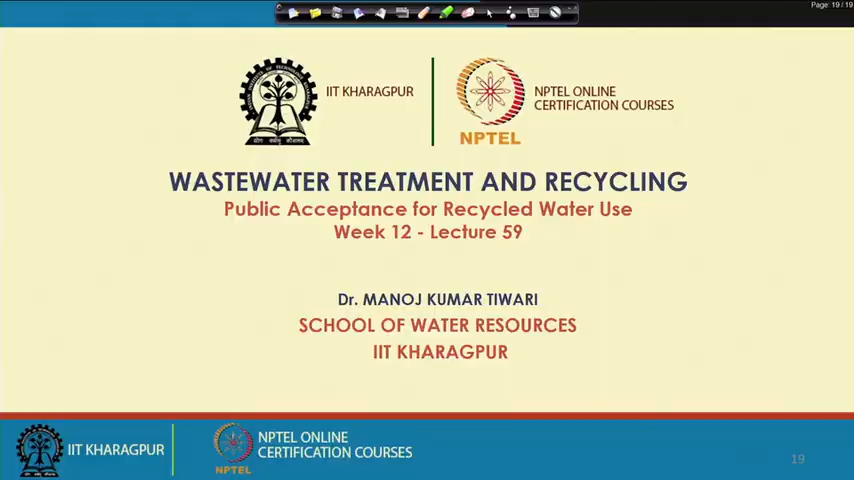 Page: 19 / 19
IIT KHARAGPUR
NPTEL
NPTEL ONLINE
CERTIFICATION COURSES
WASTEWATER TREATMENT AND RECYCLING
Public Acceptance for Recycled Water Use
Week 12 - Lecture 59
Dr. MANOJ KUMAR TIWARI
SCHOOL OF WATER RESOURCES
IIT KHARAGPUR
IIT KHARAGPUR
NPTEL
NPTEL ONLINE
CERTIFICATION COURSES
19